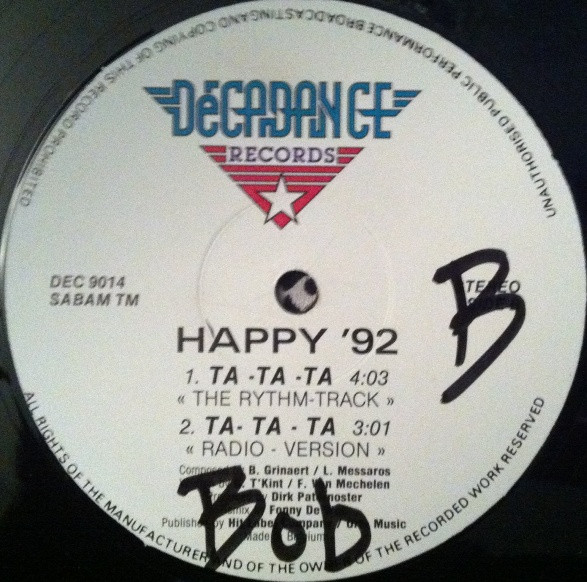 UNAUTHORISED PUBLIC PERFORMANCE BROADCASTING AND COPYING OF THIS RECORD PROHIBITED
DéCADANCE
RECORDS
DEC 9014
SABAM TM
B
HAPPY '92
1. TA -TA -TA 4:03
« THE RYTHM-TRACK »
2. TA- TA - TA 3:01
« RADIO - VERSION »
B. Grinaert / L. Messaros
T'Kint / F. Mechelen
Dirk
Fonny
Music
Bob
ALL RIGHTS OF THE MANUFACTURER AND OF THE OWNER OF THE RECORDED WORK RESERVED